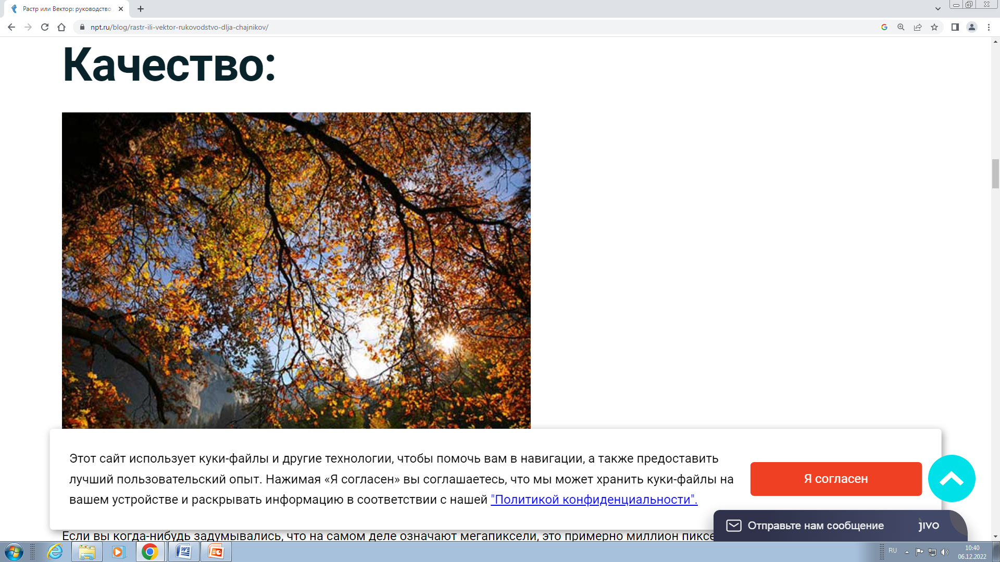 Растр или Вектор: руководство
npt.ru/blog/rastr-ili-vektor-rukovodstvo-dlja-chajnikov/
Качество:
Этот сайт использует куки-файлы и другие технологии, чтобы помочь вам в навигации, а также предоставить
лучший пользовательский опыт. Нажимая «Я согласен» вы соглашаетесь, что мы может хранить куки-файлы на
вашем устройстве и раскрывать информацию в соответствии с нашей "Политикой конфиденциальности".
Я согласен
Отправьте нам сообщение
jivo
Если вы когда-нибудь задумывались, что на самом деле означают мегапиксели, это примерно миллион пиксе
RU
10:40
06.12.2022